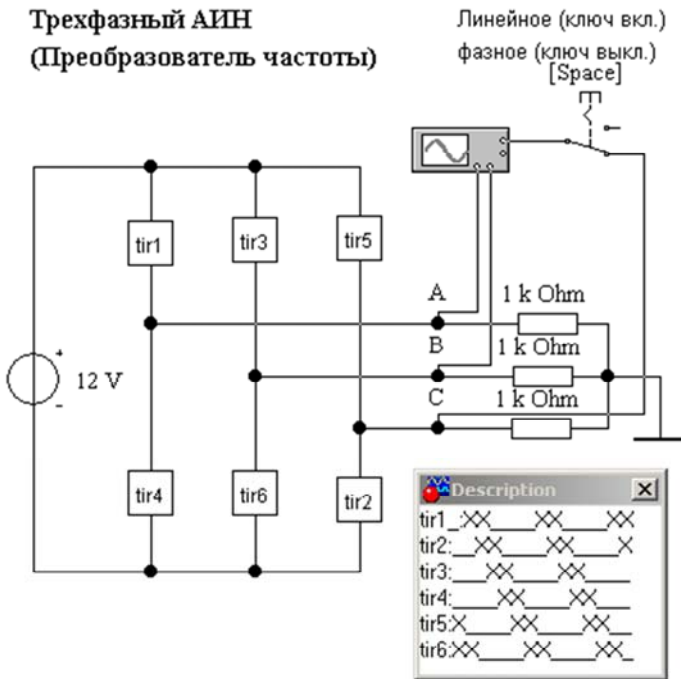 Трехфазный АИН
(Преобразователь частоты)
Линейное (ключ вкл.)
фазное (ключ выкл.)
[Space]
tir1
tir3
tir5
A
1 k Ohm
B
1 k Ohm
C
1 k Ohm
+
12 V
-
tir4
tir6
tir2
Description
tir1_:XX____XX____XX
tir2:__XX____XX____X
tir3:___XX____XX____
tir4:____XX____XX___
tir5:X____XX____XX__
tir6:XX____XX____XX_